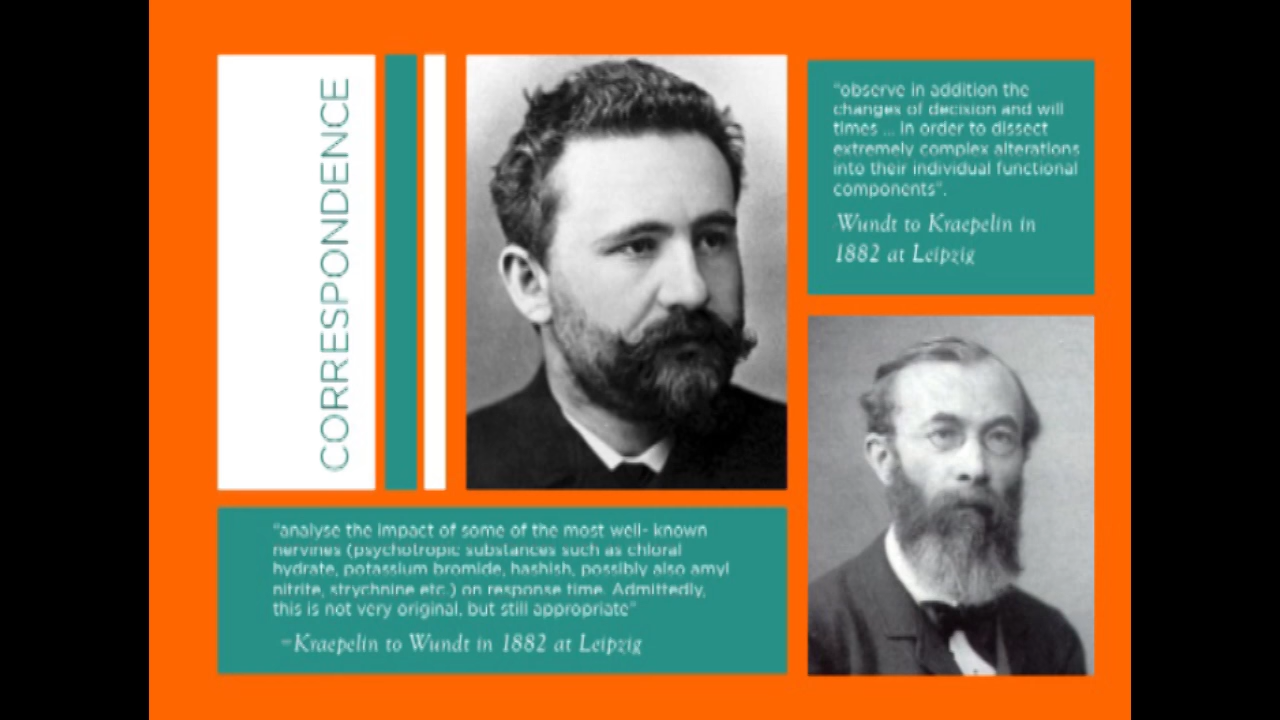 CORRESPONDENCE
"observe in addition the
changes of decision and will
times ... in order to dissect
extremely complex alterations
into their individual functional
components".
Wundt to Kraepelin in
1882 at Leipzig
"analyse the impact of some of the most well- known
nervines (psychotropic substances such as chloral
hydrate, potassium bromide, hashish, possibly also amyl
nitrite, strychnine etc.) on response time. Admittedly,
this is not very original, but still appropriate"
-Kraepelin to Wundt in 1882 at Leipzig